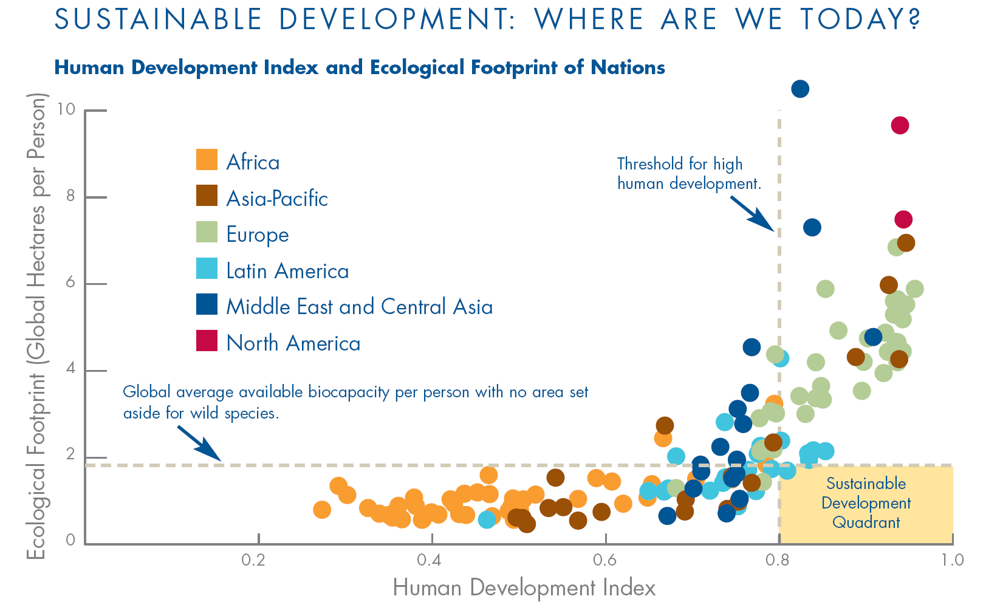 SUSTAINABLE DEVELOPMENT: WHERE ARE WE TODAY?
Human Development Index and Ecological Footprint of Nations
Ecological Footprint (Global Hectares per Person)
10
8
6
4
2
0
Africa
Asia-Pacific
Europe
Latin America
Middle East and Central Asia
North America
Threshold for high
human development.
Global average available biocapacity per person with no area set
aside for wild species.
Sustainable
Development
Quadrant
0.2
0.4
0.6
0.8
1.0
Human Development Index